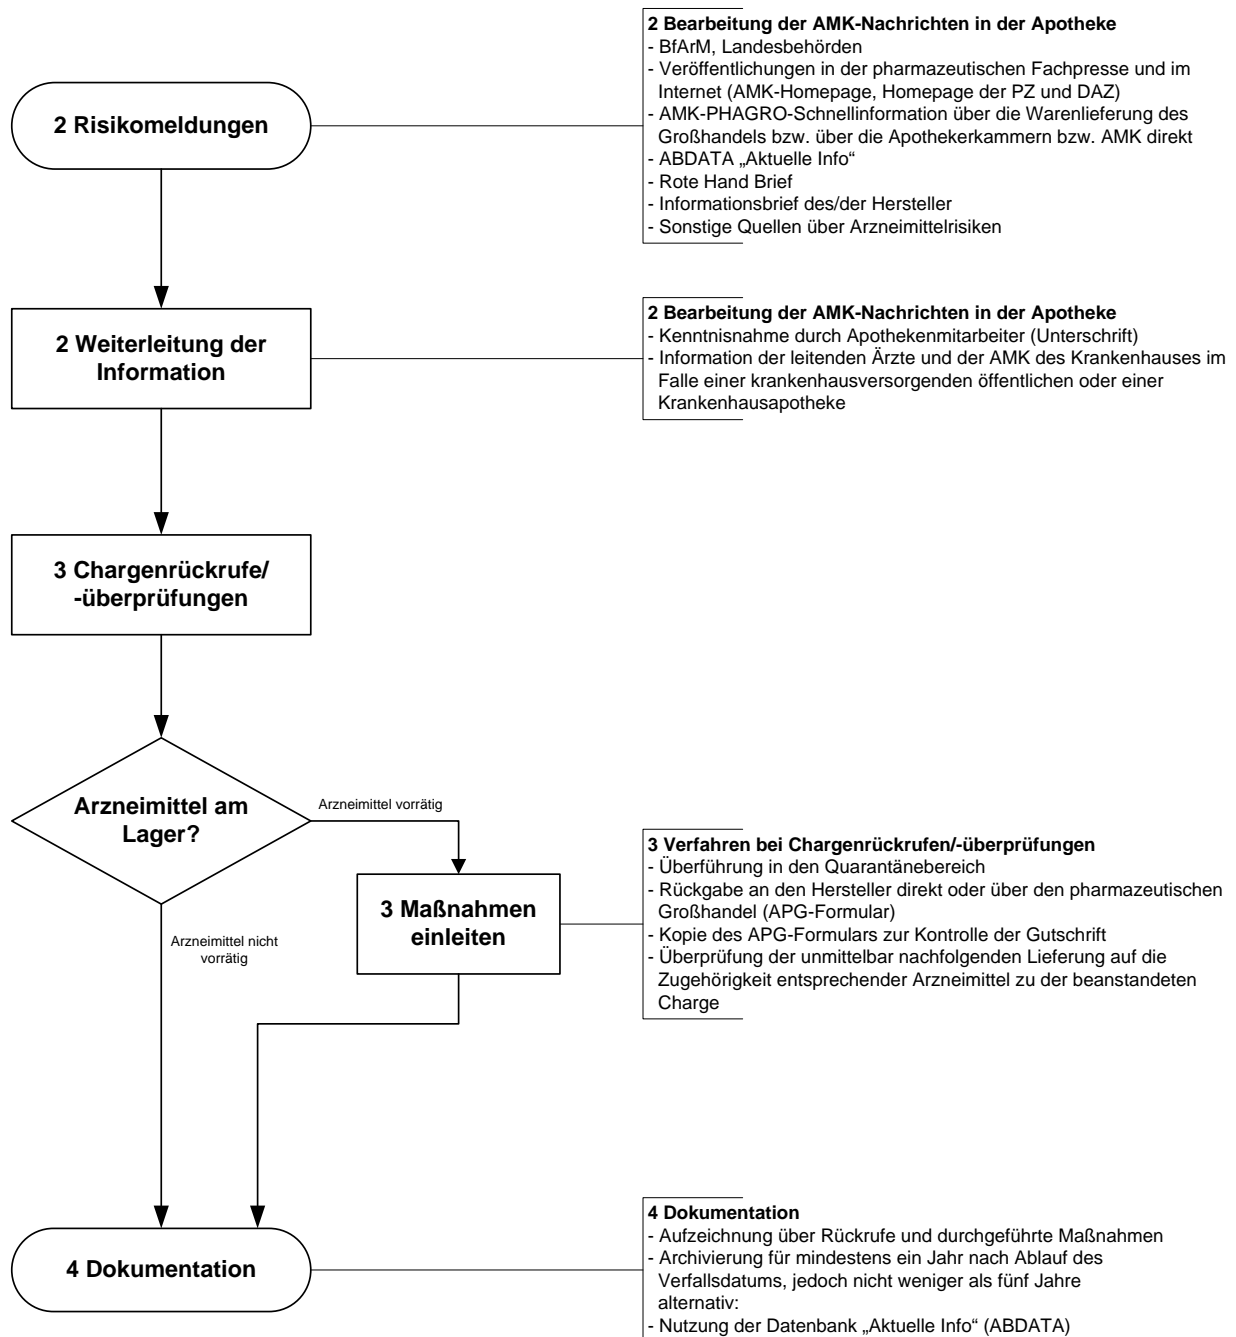 2 Risikomeldungen
2 Bearbeitung der AMK-Nachrichten in der Apotheke
- BfArM, Landesbehörden
- Veröffentlichungen in der pharmazeutischen Fachpresse und im
Internet (AMK-Homepage, Homepage der PZ und DAZ)
- AMK-PHAGRO-Schnellinformation über die Warenlieferung des
Großhandels bzw. über die Apothekerkammern bzw. AMK direkt
- ABDATA „Aktuelle Info“
- Rote Hand Brief
- Informationsbrief des/der Hersteller
- Sonstige Quellen über Arzneimittelrisiken
2 Weiterleitung der
Information
2 Bearbeitung der AMK-Nachrichten in der Apotheke
- Kenntnisnahme durch Apothekenmitarbeiter (Unterschrift)
- Information der leitenden Ärzte und der AMK des Krankenhauses im
Falle einer krankenhausversorgenden öffentlichen oder einer
Krankenhausapotheke
3 Chargenrückrufe/
-überprüfungen
Arzneimittel am
Lager?
Arzneimittel vorrätig
Arzneimittel nicht
vorrätig
3 Maßnahmen
einleiten
3 Verfahren bei Chargenrückrufen/-überprüfungen
- Überführung in den Quarantänebereich
- Rückgabe an den Hersteller direkt oder über den pharmazeutischen
Großhandel (APG-Formular)
- Kopie des APG-Formulars zur Kontrolle der Gutschrift
- Überprüfung der unmittelbar nachfolgenden Lieferung auf die
Zugehörigkeit entsprechender Arzneimittel zu der beanstandeten
Charge
4 Dokumentation
4 Dokumentation
- Aufzeichnung über Rückrufe und durchgeführte Maßnahmen
- Archivierung für mindestens ein Jahr nach Ablauf des
Verfallsdatums, jedoch nicht weniger als fünf Jahre
alternativ:
- Nutzung der Datenbank „Aktuelle Info“ (ABDATA)